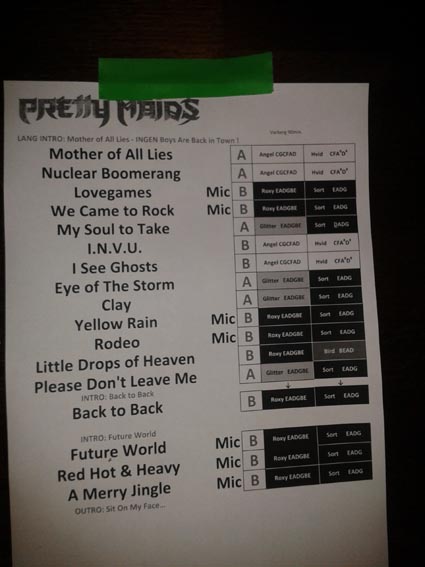 PRETTY MAIDS
Varberg 90min.
LANG INTRO: Mother of All Lies - INGEN Boys Are Back in Town !
Mother of All Lies A Angel CGCFAD Hvid CFA#D#
Nuclear Boomerang A Angel CGCFAD Hvid CFA#D#
Lovegames Mic B Roxy EADGBE Sort EADG
We Came to Rock Mic B Roxy EADGBE Sort EADG
My Soul to Take A Glitter EADGBE Sort DADG
I.N.V.U. B Angel CGCFAD Hvid CFA#D#
I See Ghosts B Angel CGCFAD Hvid CFA#D#
Eye of The Storm A Glitter EADGBE Sort EADG
Clay A Glitter EADGBE Sort EADG
Yellow Rain Mic B Roxy EADGBE Sort EADG
Rodeo Mic B Roxy EADGBE Sort EADG
Little Drops of Heaven B Roxy EADGBE Bird BEAD
Please Don't Leave Me A Glitter EADGBE Sort EADG
INTRO: Back to Back ↓ ↓
Back to Back B Roxy EADGBE Sort EADG
INTRO: Future World
Future World Mic B Roxy EADGBE Sort EADG
Red Hot & Heavy Mic B Roxy EADGBE Sort EADG
A Merry Jingle Mic B Roxy EADGBE Sort EADG
OUTRO: Sit On My Face...